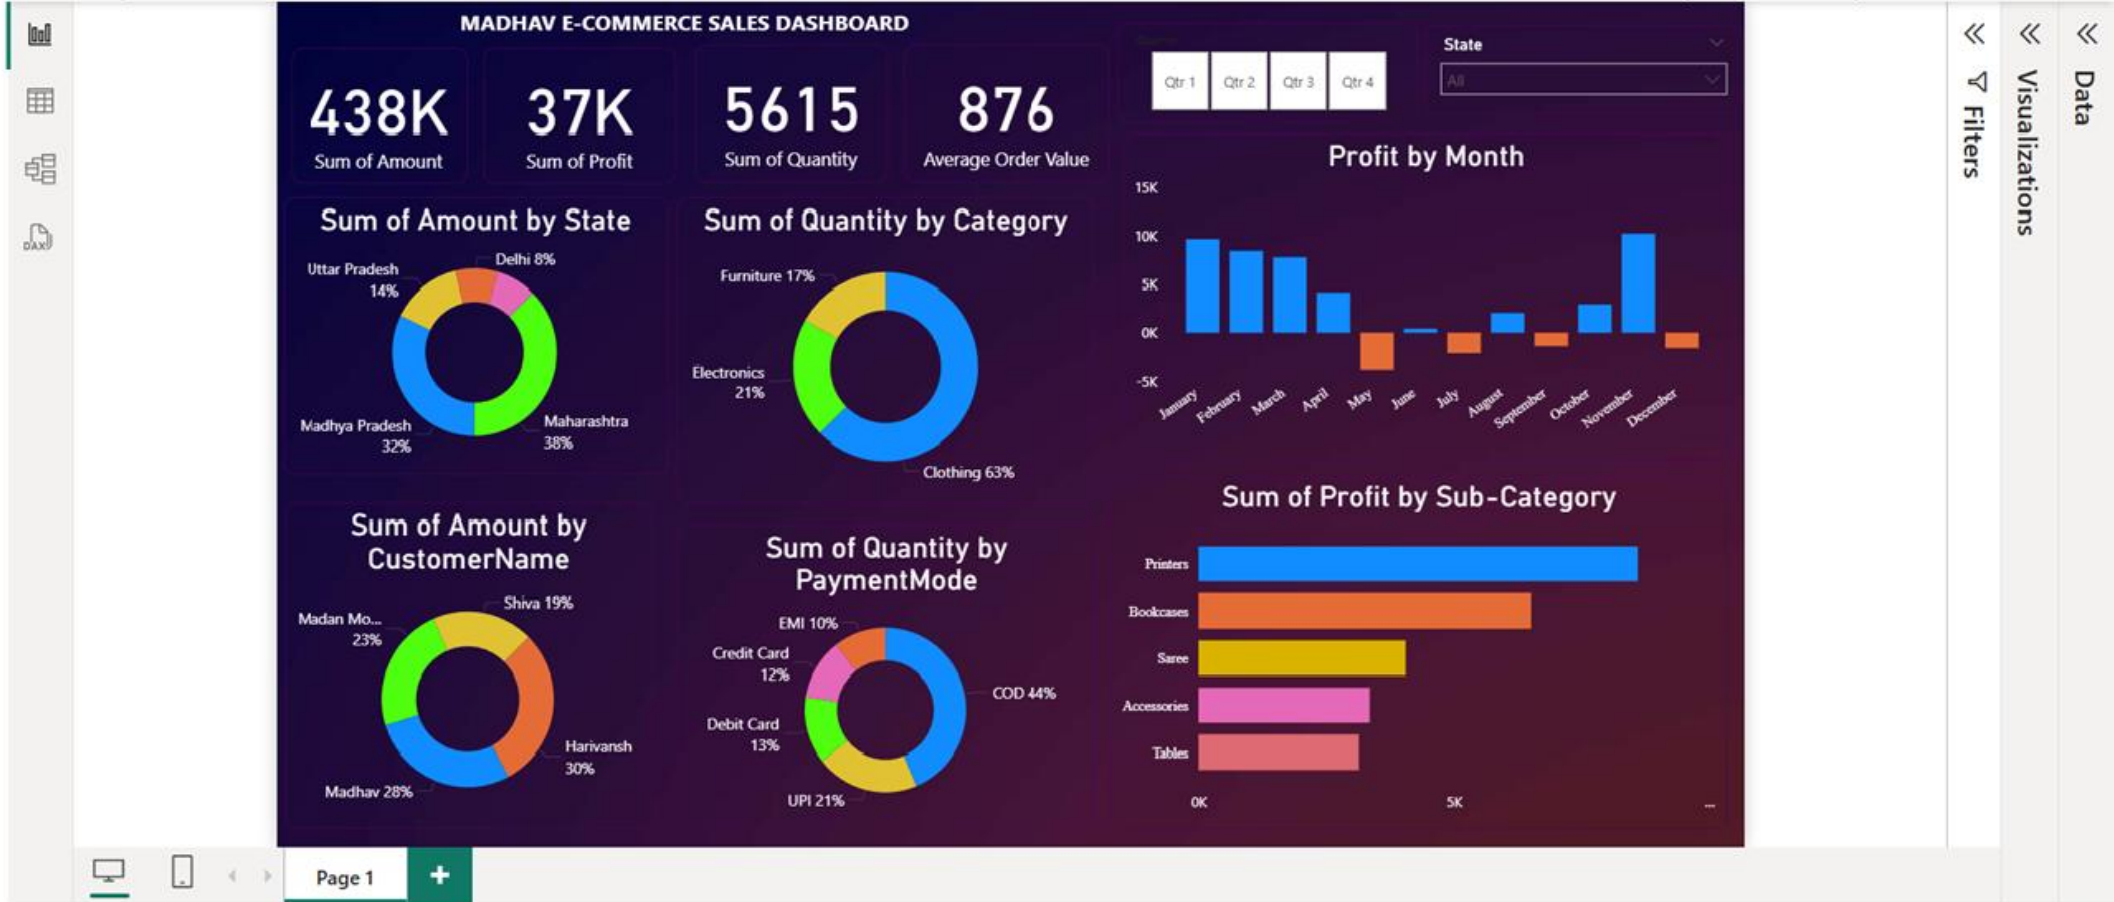 MADHAV E-COMMERCE SALES DASHBOARD
438K
Sum of Amount
37K
Sum of Profit
5615
Sum of Quantity
876
Average Order Value
Qtr 1
Qtr 2
Qtr 3
Qtr 4
State
All
Sum of Amount by State
Uttar Pradesh
14%
Delhi 8%
Madhya Pradesh
32%
Maharashtra
38%
Sum of Quantity by Category
Furniture 17%
Electronics
21%
Clothing 63%
Profit by Month
15K
10K
5K
0K
-5K
January
February
March
April
May
June
July
August
September
October
November
December
Sum of Amount by
CustomerName
Shiva 19%
Madan Mo...
23%
Harivansh
30%
Madhav 28%
Sum of Quantity by
PaymentMode
EMI 10%
Credit Card
12%
COD 44%
Debit Card
13%
UPI 21%
Sum of Profit by Sub-Category
Printers
Bookcases
Saree
Accessories
Tables
0K
5K
...
Filters
Visualizations
Data
DAX
Page 1
+